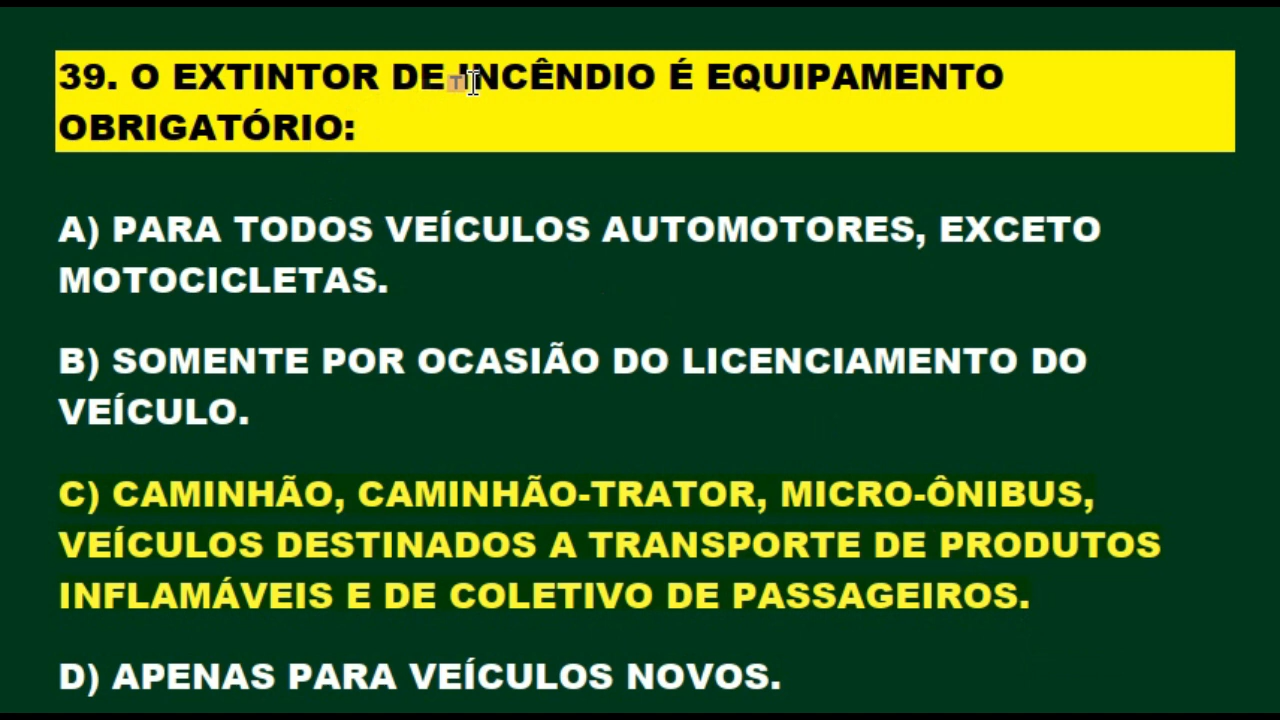 39. O EXTINTOR DE INCÊNDIO É EQUIPAMENTO
OBRIGATÓRIO:
A) PARA TODOS VEÍCULOS AUTOMOTORES, EXCETO
MOTOCICLETAS.
B) SOMENTE POR OCASIÃO DO LICENCIAMENTO DO
VEÍCULO.
C) CAMINHÃO, CAMINHÃO-TRATOR, MICRO-ÔNIBUS,
VEÍCULOS DESTINADOS A TRANSPORTE DE PRODUTOS
INFLAMÁVEIS E DE COLETIVO DE PASSAGEIROS.
D) APENAS PARA VEÍCULOS NOVOS.